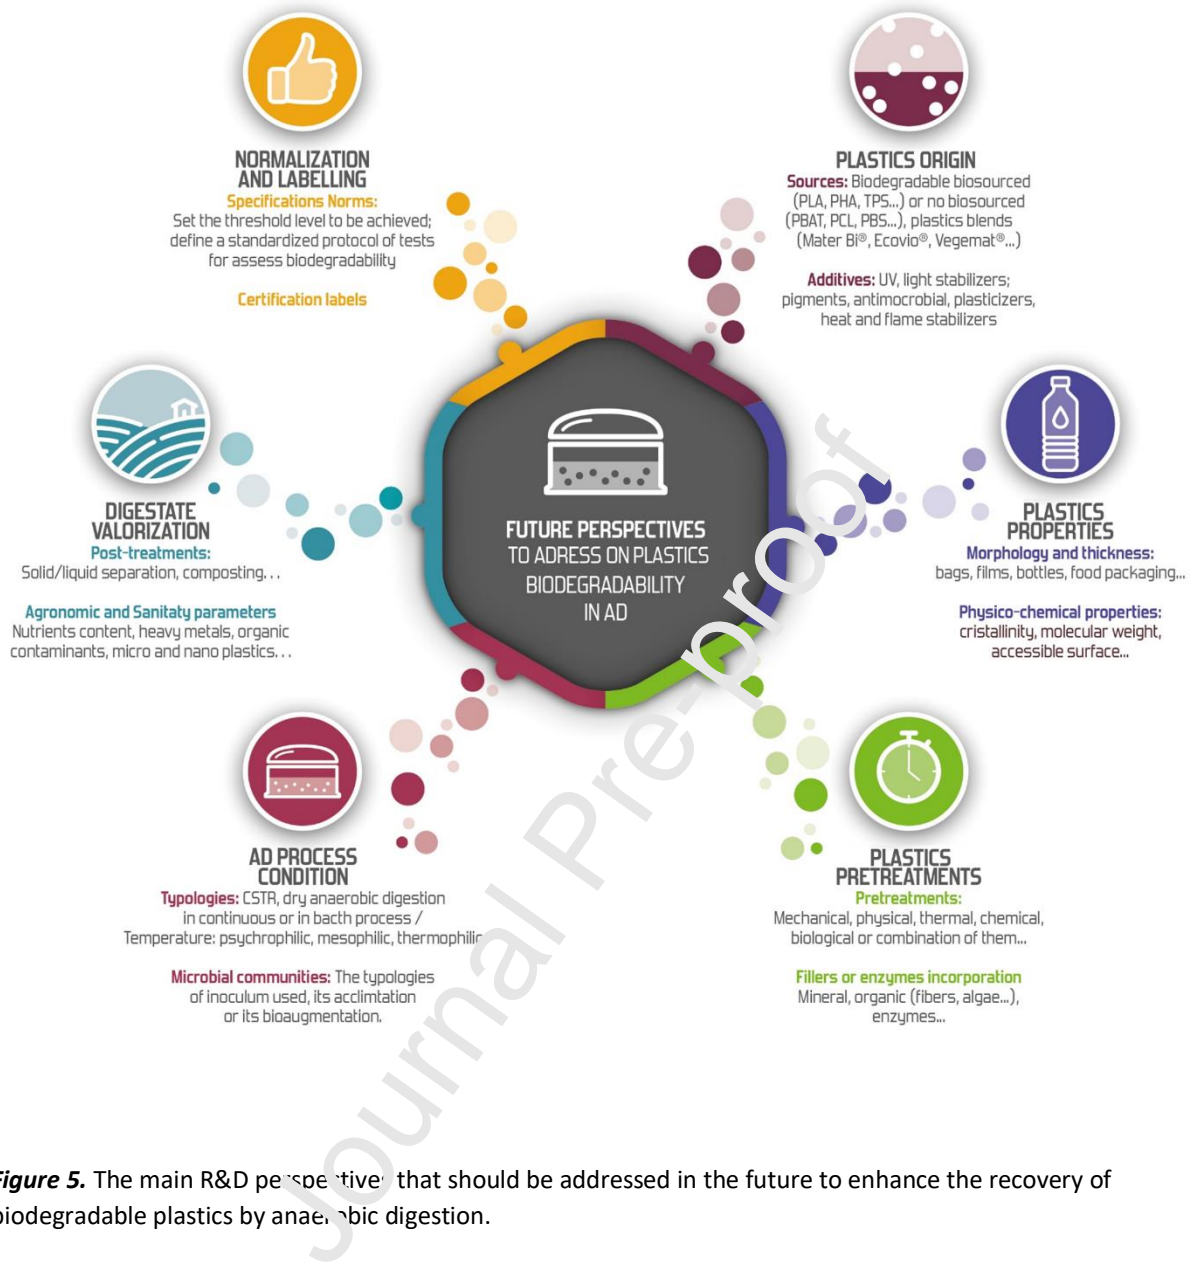 NORMALIZATION
AND LABELLING
Specifications Norms:
Set the threshold level to be achieved;
define a standardized protocol of tests
for assess biodegradability
Certification labels
PLASTICS ORIGIN
Sources: Biodegradable biosourced
(PLA, PHA, TPS...) or no biosourced
(PBAT, PCL, PBS...), plastics blends
(Mater Bi®, Ecovio®, Vegemat®...)
Additives: UV, light stabilizers;
pigments, antimocrobial, plasticizers,
heat and flame stabilizers
DIGESTATE
VALORIZATION
Post-treatments:
Solid/liquid separation, composting...
Agronomic and Sanitaty parameters
Nutrients content, heavy metals, organic
contaminants, micro and nano plastics...
FUTURE PERSPECTIVES
TO ADRESS ON PLASTICS
BIODEGRADABILITY
IN AD
PLASTICS
PROPERTIES
Morphology and thickness:
bags, films, bottles, food packaging...
Physico-chemical properties:
cristallinity, molecular weight,
accessible surface...
AD PROCESS
CONDITION
Typologies: CSTR, dry anaerobic digestion
in continuous or in bacth process /
Temperature: psychrophilic, mesophilic, thermophilic
Microbial communities: The typologies
of inoculum used, its acclimtation
or its bioaugmentation.
PLASTICS
PRETREATMENTS
Pretreatments:
Mechanical, physical, thermal, chemical,
biological or combination of them...
Fillers or enzymes incorporation
Mineral, organic (fibers, algae...),
enzymes...
Journal Pre-proof
Figure 5. The main R&D perspectives that should be addressed in the future to enhance the recovery of
biodegradable plastics by anaerobic digestion.